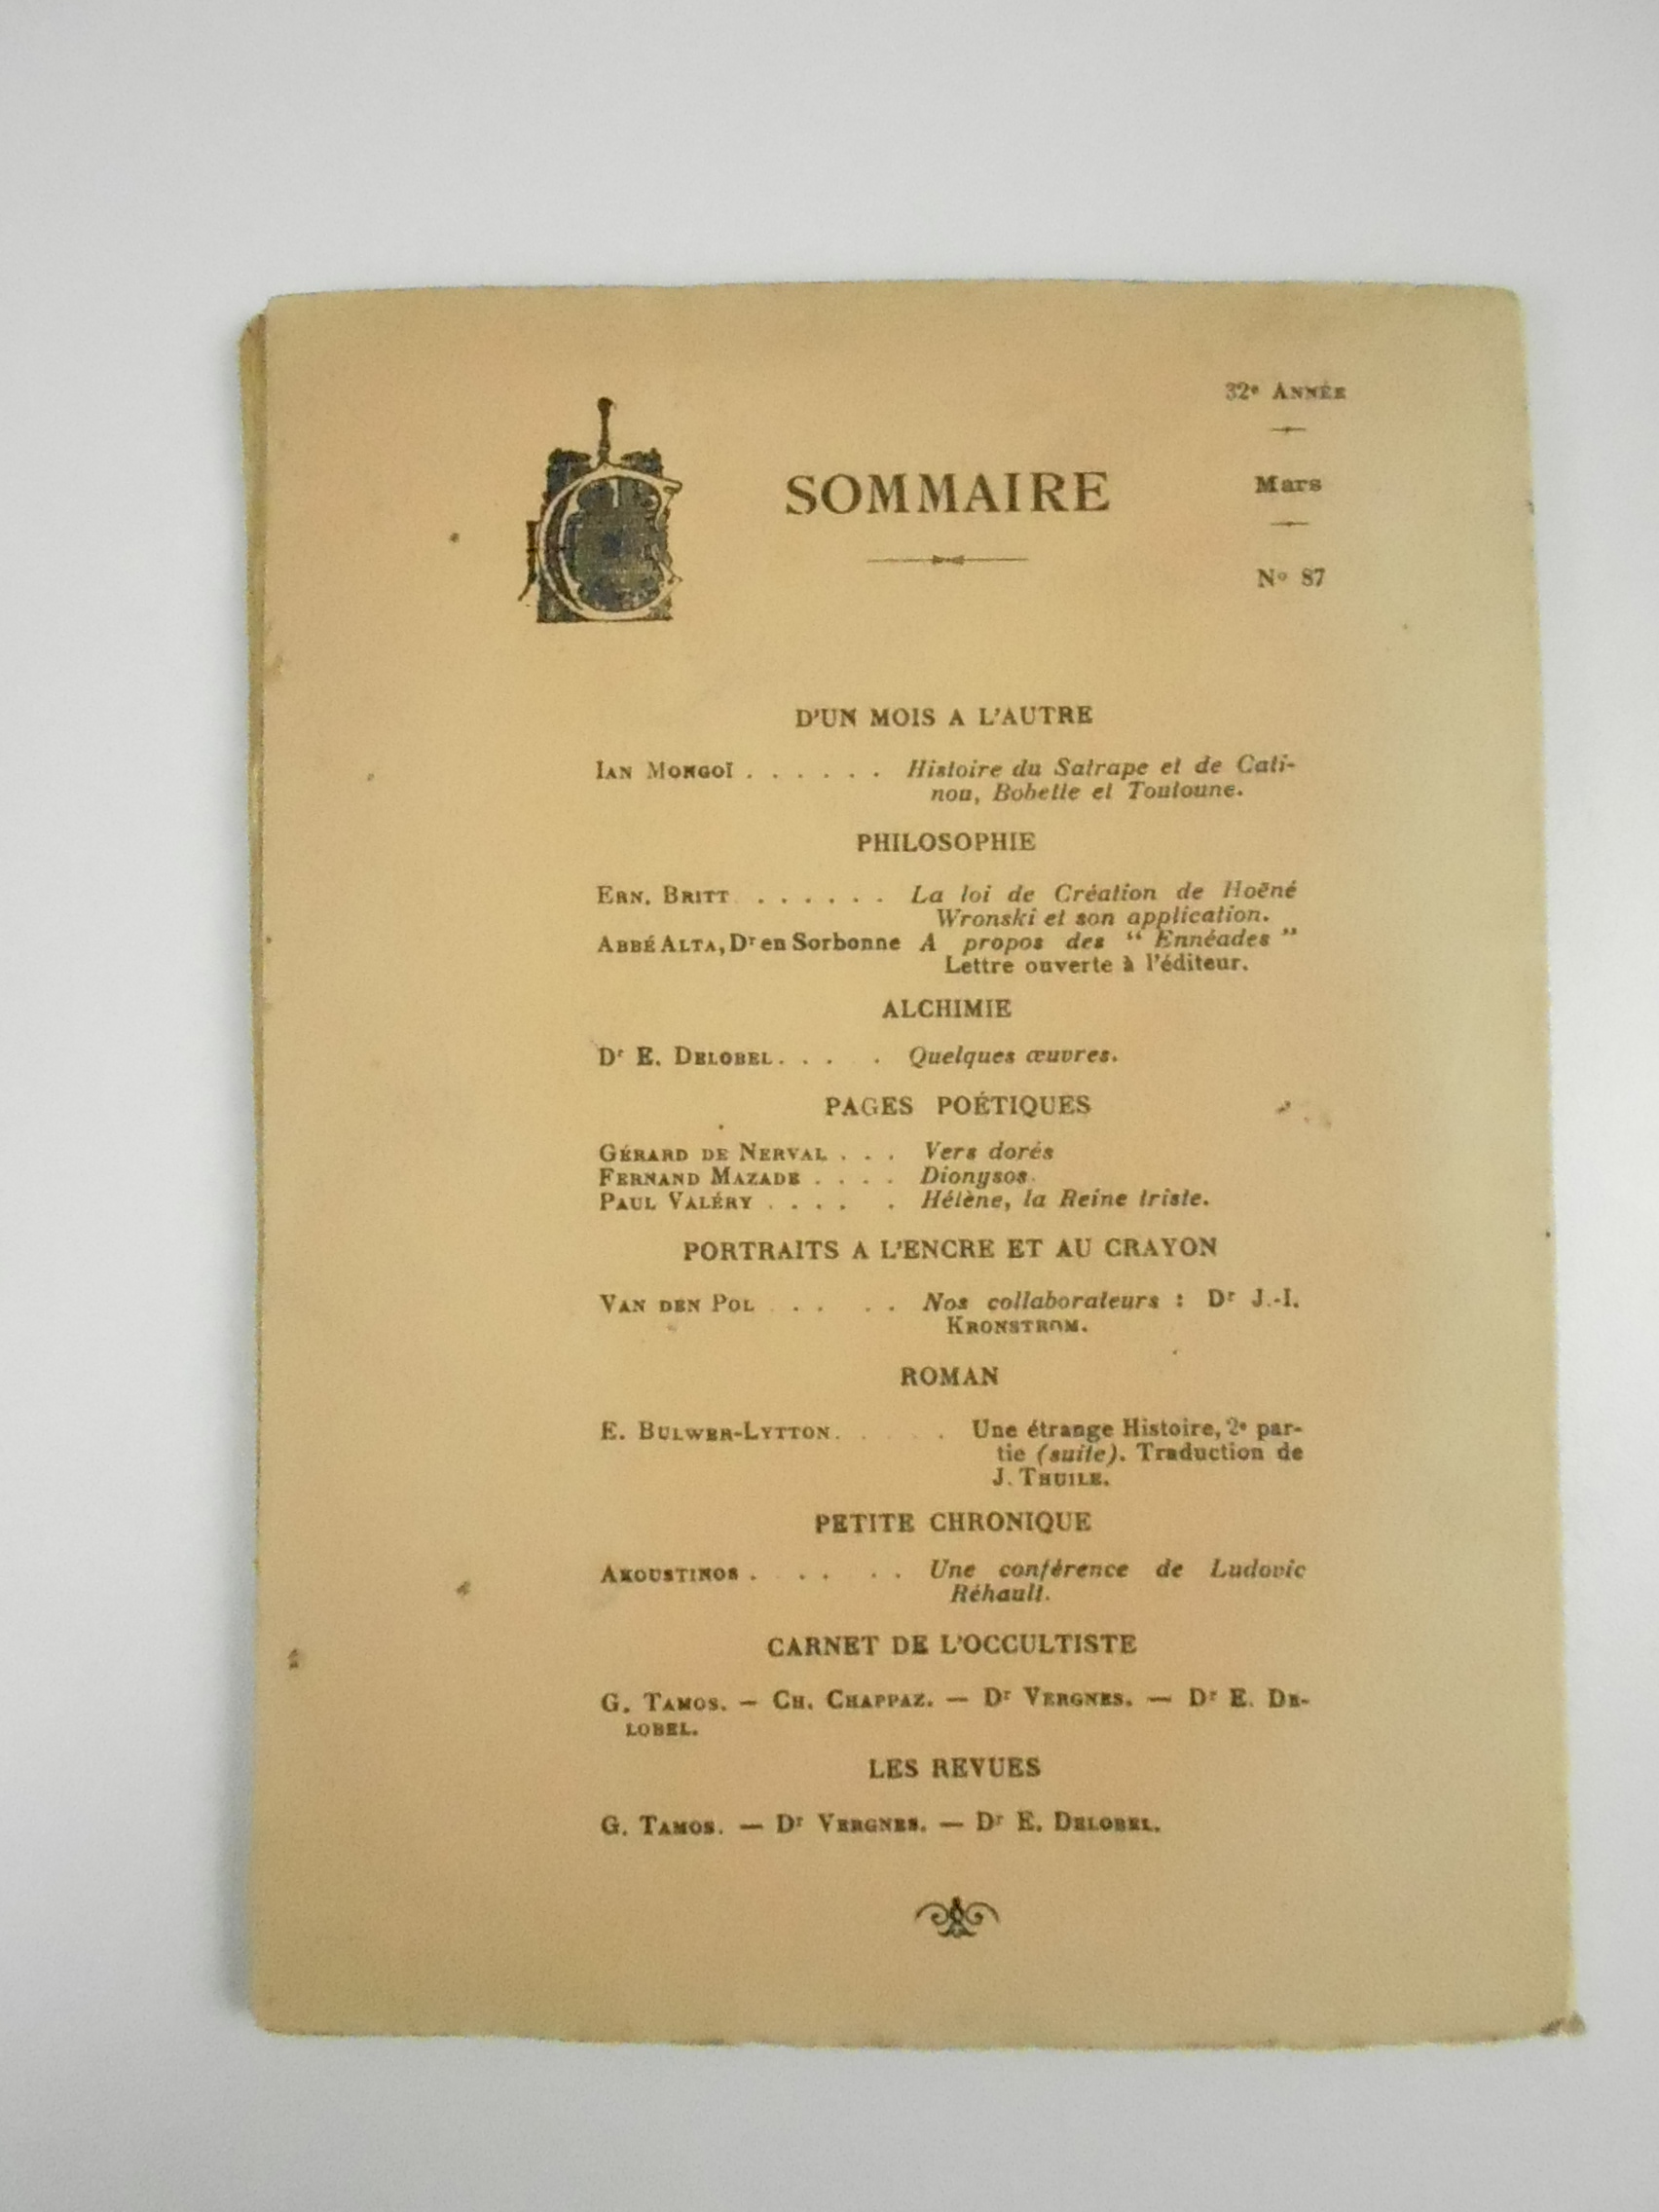 32e ANNÉE
SOMMAIRE
Mars
No 87
D'UN MOIS A L'AUTRE
IAN MONGOÏ . . . . . . Histoire du Satrape et de Cati-
nou, Bobette et Touloune.
PHILOSOPHIE
ERN. BRITT . . . . . . La loi de Création de Hoëné
Wronski et son application.
ABBÉ ALTA, Dr en Sorbonne A propos des “ Ennéades ”
Lettre ouverte à l'éditeur.
ALCHIMIE
Dr E. DELOBEL. . . . Quelques œuvres.
PAGES POÉTIQUES
GÉRARD DE NERVAL . . . Vers dorés
FERNAND MAZADE . . . . Dionysos.
PAUL VALÉRY . . . . . Hélène, la Reine triste.
PORTRAITS A L'ENCRE ET AU CRAYON
VAN DEN POL . . . . . Nos collaborateurs : Dr J.-I.
KRONSTROM.
ROMAN
E. BULWER-LYTTON. . . . Une étrange Histoire, 2e par-
tie (suite). Traduction de
J. THUILE.
PETITE CHRONIQUE
AKOUSTIKOS . . . . . . Une conférence de Ludovic
Réhault.
CARNET DE L'OCCULTISTE
G. TAMOS. — CH. CHAPPAZ. — Dr VERGNES. — Dr E. DE-
LOBEL.
LES REVUES
G. TAMOS. — Dr VERGNES. — Dr E. DELOBEL.